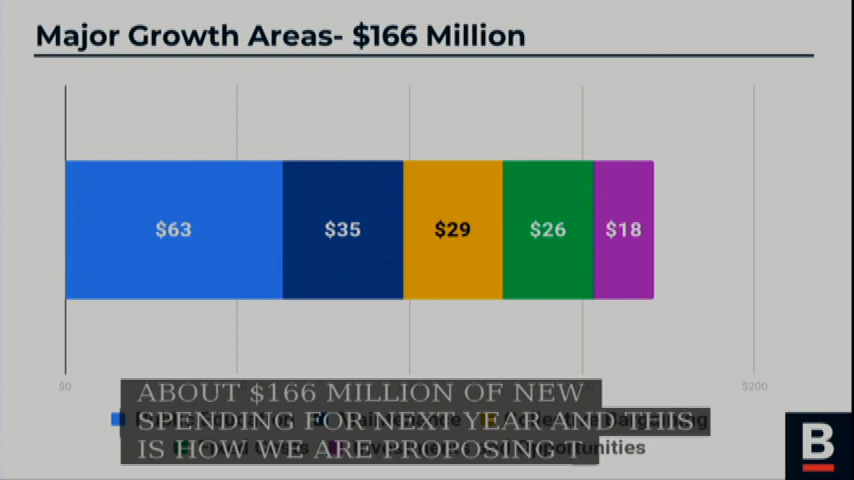 Major Growth Areas- $166 Million
$63
$35
$29
$26
$18
$0
$200
ABOUT $166 MILLION OF NEW
SPENDING FOR NEXT YEAR AND THIS
IS HOW WE ARE PROPOSING T
Opportunities
B